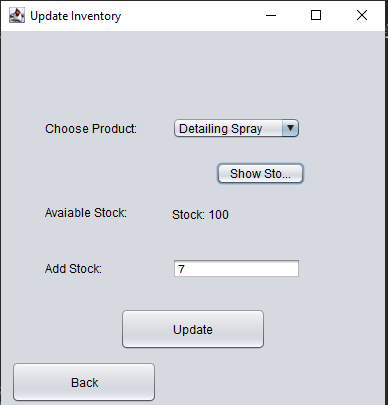 Update Inventory
Choose Product: Detailing Spray
Show Sto...
Avaiable Stock: Stock: 100
Add Stock: 7
Update
Back